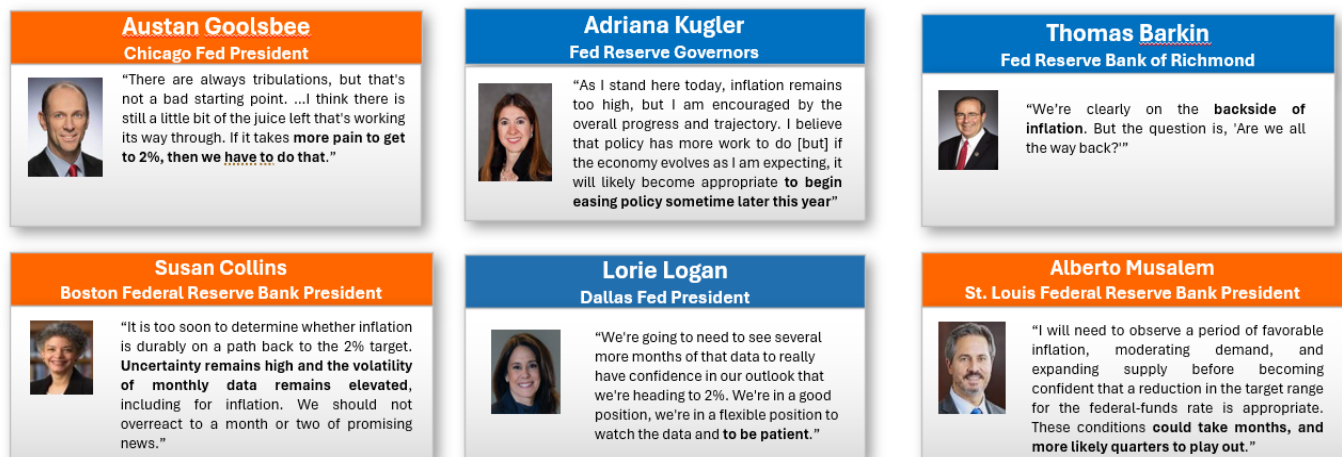 Austan Goolsbee
Chicago Fed President
“There are always tribulations, but that's
not a bad starting point. ...I think there is
still a little bit of the juice left that's working
its way through. If it takes more pain to get
to 2%, then we have to do that.”
Adriana Kugler
Fed Reserve Governors
“As I stand here today, inflation remains
too high, but I am encouraged by the
overall progress and trajectory. I believe
that policy has more work to do [but] if
the economy evolves as I am expecting, it
will likely become appropriate to begin
easing policy sometime later this year”
Thomas Barkin
Fed Reserve Bank of Richmond
“We’re clearly on the backside of
inflation. But the question is, 'Are we all
the way back?'”
Susan Collins
Boston Federal Reserve Bank President
“It is too soon to determine whether inflation
is durably on a path back to the 2% target.
Uncertainty remains high and the volatility
of monthly data remains elevated,
including for inflation. We should not
overreact to a month or two of promising
news.”
Lorie Logan
Dallas Fed President
“We're going to need to see several
more months of that data to really
have confidence in our outlook that
we're heading to 2%. We're in a good
position, we're in a flexible position to
watch the data and to be patient.”
Alberto Musalem
St. Louis Federal Reserve Bank President
“I will need to observe a period of favorable
inflation, moderating demand, and
expanding supply before becoming
confident that a reduction in the target range
for the federal-funds rate is appropriate.
These conditions could take months, and
more likely quarters to play out.”